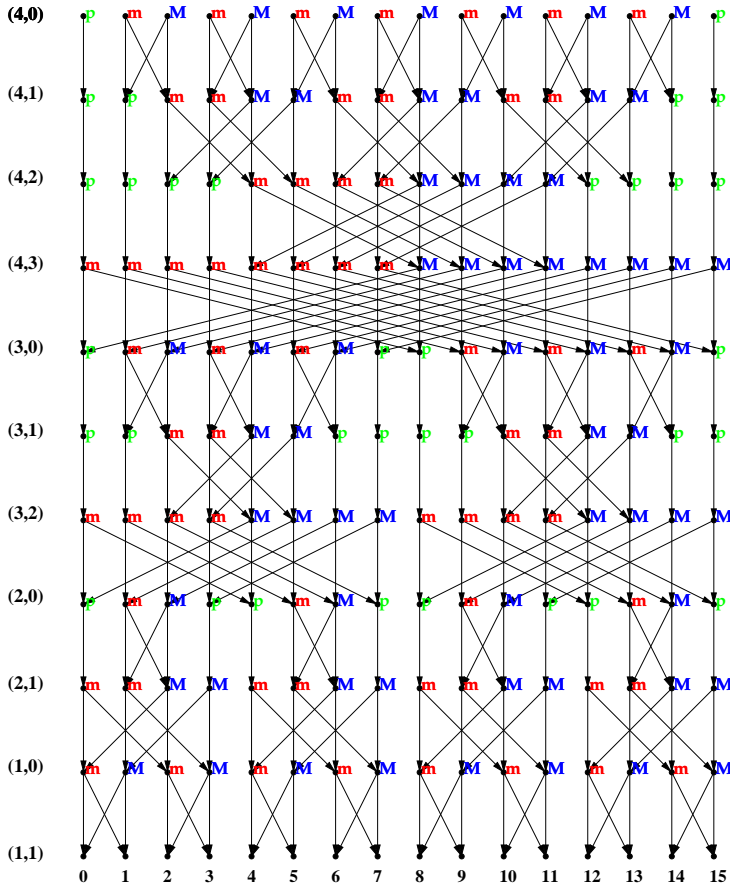 (4,0) p m M m M m M m M m M m M m M p
(4,1) p p m m M M m m M M m m M M p p
(4,2) p p p p m m m m M M M M p p p p
(4,3) m m m m m m m m M M M M M M M M
(3,0) p m M m M m M p p m M m M m M p
(3,1) p p m m M M p p p p m m M M p p
(3,2) m m m m M M M M m m m m M M M M
(2,0) p m M p p m M p p m M p p m M p
(2,1) m m M M m m M M m m M M m m M M
(1,0) m M m M m M m M m M m M m M m M
(1,1)
0 1 2 3 4 5 6 7 8 9 10 11 12 13 14 15